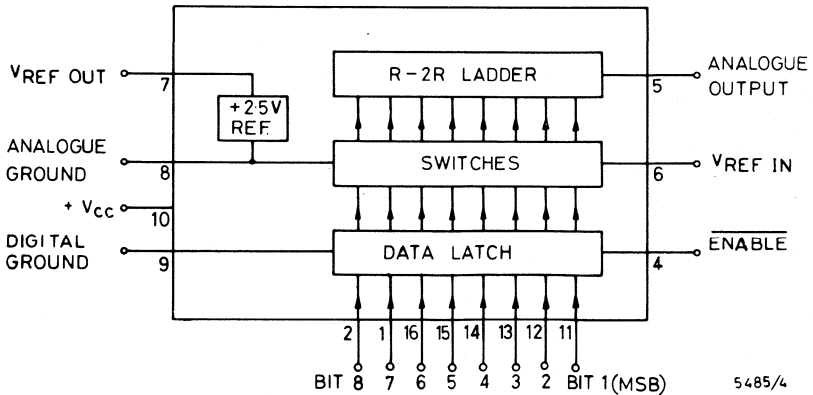 VREF OUT
7
+2·5V
REF.
R-2R LADDER
5
ANALOGUE
OUTPUT
ANALOGUE
GROUND
8
SWITCHES
6
VREF IN
+ VCC
10
DIGITAL
GROUND
9
DATA LATCH
4
ENABLE
2 1 16 15 14 13 12 11
BIT 8 7 6 5 4 3 2 BIT 1(MSB)
5485/4